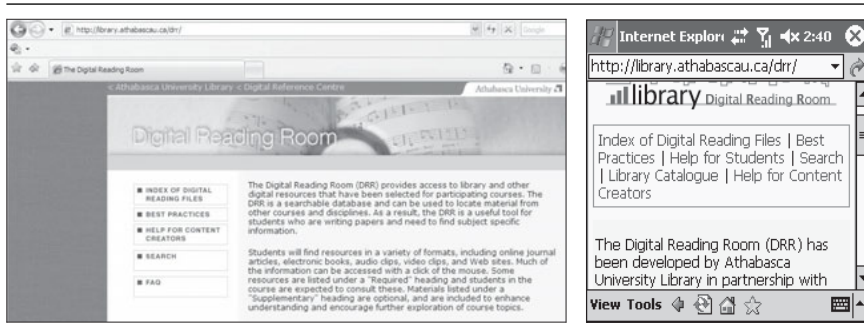 http://library.athabascau.ca/drr/
Google
The Digital Reading Room
< Athabasca University Library < Digital Reference Centre
Athabasca University
Digital Reading Room
INDEX OF DIGITAL
READING FILES
BEST PRACTICES
HELP FOR CONTENT
CREATORS
SEARCH
FAQ
The Digital Reading Room (DRR) provides access to library and other
digital resources that have been selected for participating courses. The
DRR is a searchable database and can be used to locate material from
other courses and disciplines. As a result, the DRR is a useful tool for
students who are writing papers and need to find subject specific
information.
Students will find resources in a variety of formats, including online journal
articles, electronic books, audio clips, video clips, and Web sites. Much of
the information can be accessed with a click of the mouse. Some
resources are listed under a "Required" heading and students in the
course are expected to consult these. Materials listed under a
"Supplementary" heading are optional, and are included to enhance
understanding and encourage further exploration of course topics.
Internet Explor 2:40
http://library.athabascau.ca/drr/
library Digital Reading Room
Index of Digital Reading Files | Best
Practices | Help for Students | Search
| Library Catalogue | Help for Content
Creators
The Digital Reading Room (DRR) has
been developed by Athabasca
University Library in partnership with
View Tools